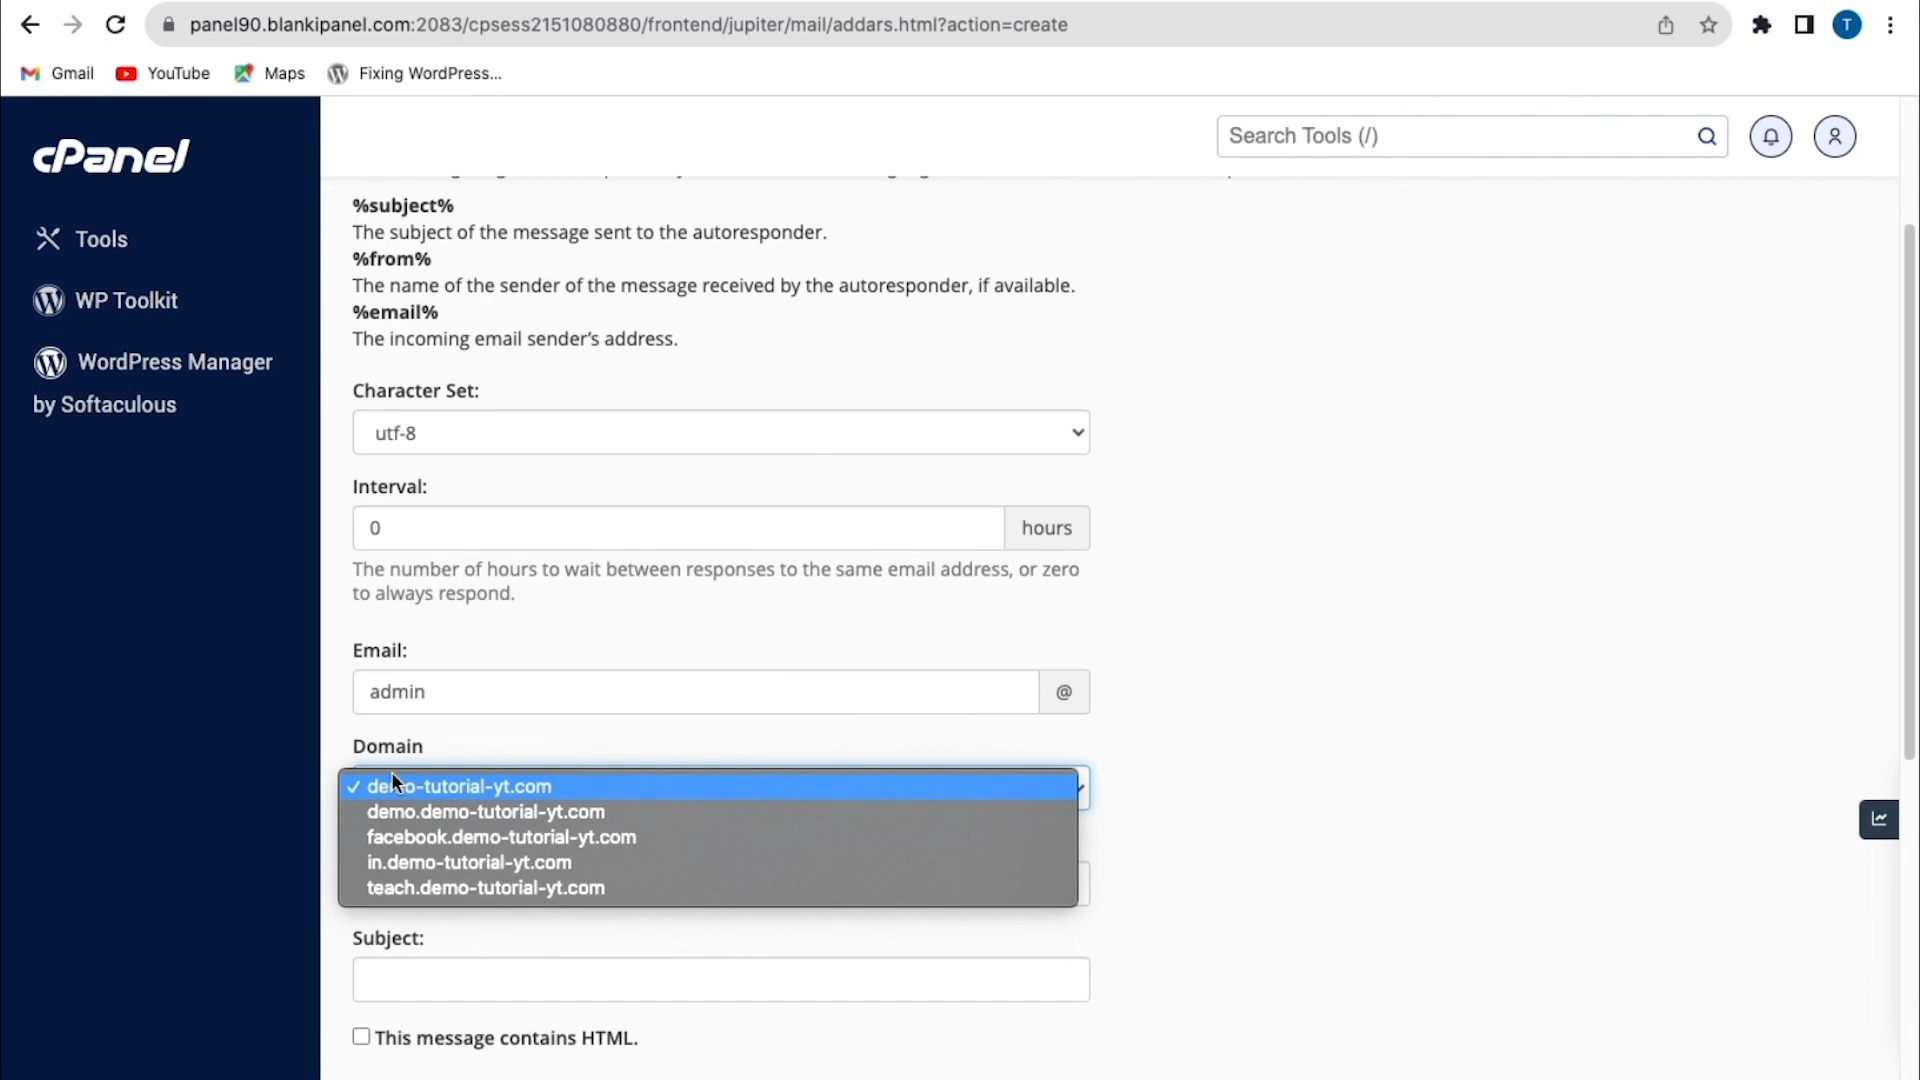 panel90.blankipanel.com:2083/cpsess2151080880/frontend/jupiter/mail/addars.html?action=create
T
Gmail
YouTube
Maps
Fixing WordPress...
cPanel
Search Tools (/)
Tools
WP Toolkit
WordPress Manager
by Softaculous
%subject%
The subject of the message sent to the autoresponder.
%from%
The name of the sender of the message received by the autoresponder, if available.
%email%
The incoming email sender's address.
Character Set:
utf-8
Interval:
0
hours
The number of hours to wait between responses to the same email address, or zero
to always respond.
Email:
admin
@
Domain
✓ demo-tutorial-yt.com
demo.demo-tutorial-yt.com
facebook.demo-tutorial-yt.com
in.demo-tutorial-yt.com
teach.demo-tutorial-yt.com
Subject:
This message contains HTML.